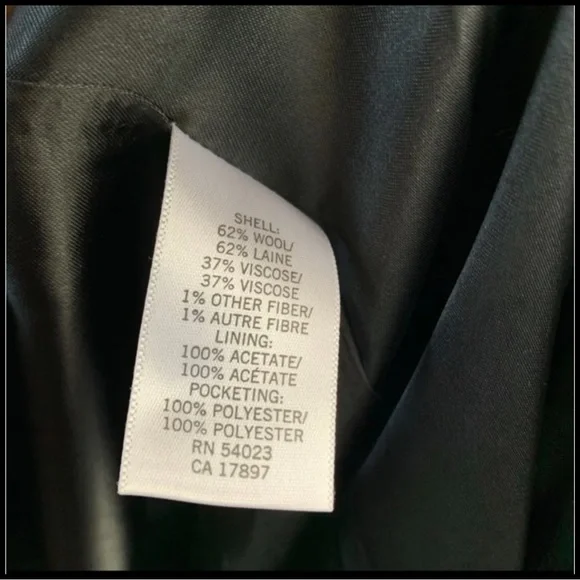 SHELL:
62% WOOL/
62% LAINE
37% VISCOSE/
37% VISCOSE
1% OTHER FIBER/
1% AUTRE FIBRE
LINING:
100% ACETATE/
100% ACÉTATE
POCKETING:
100% POLYESTER/
100% POLYESTER
RN 54023
CA 17897